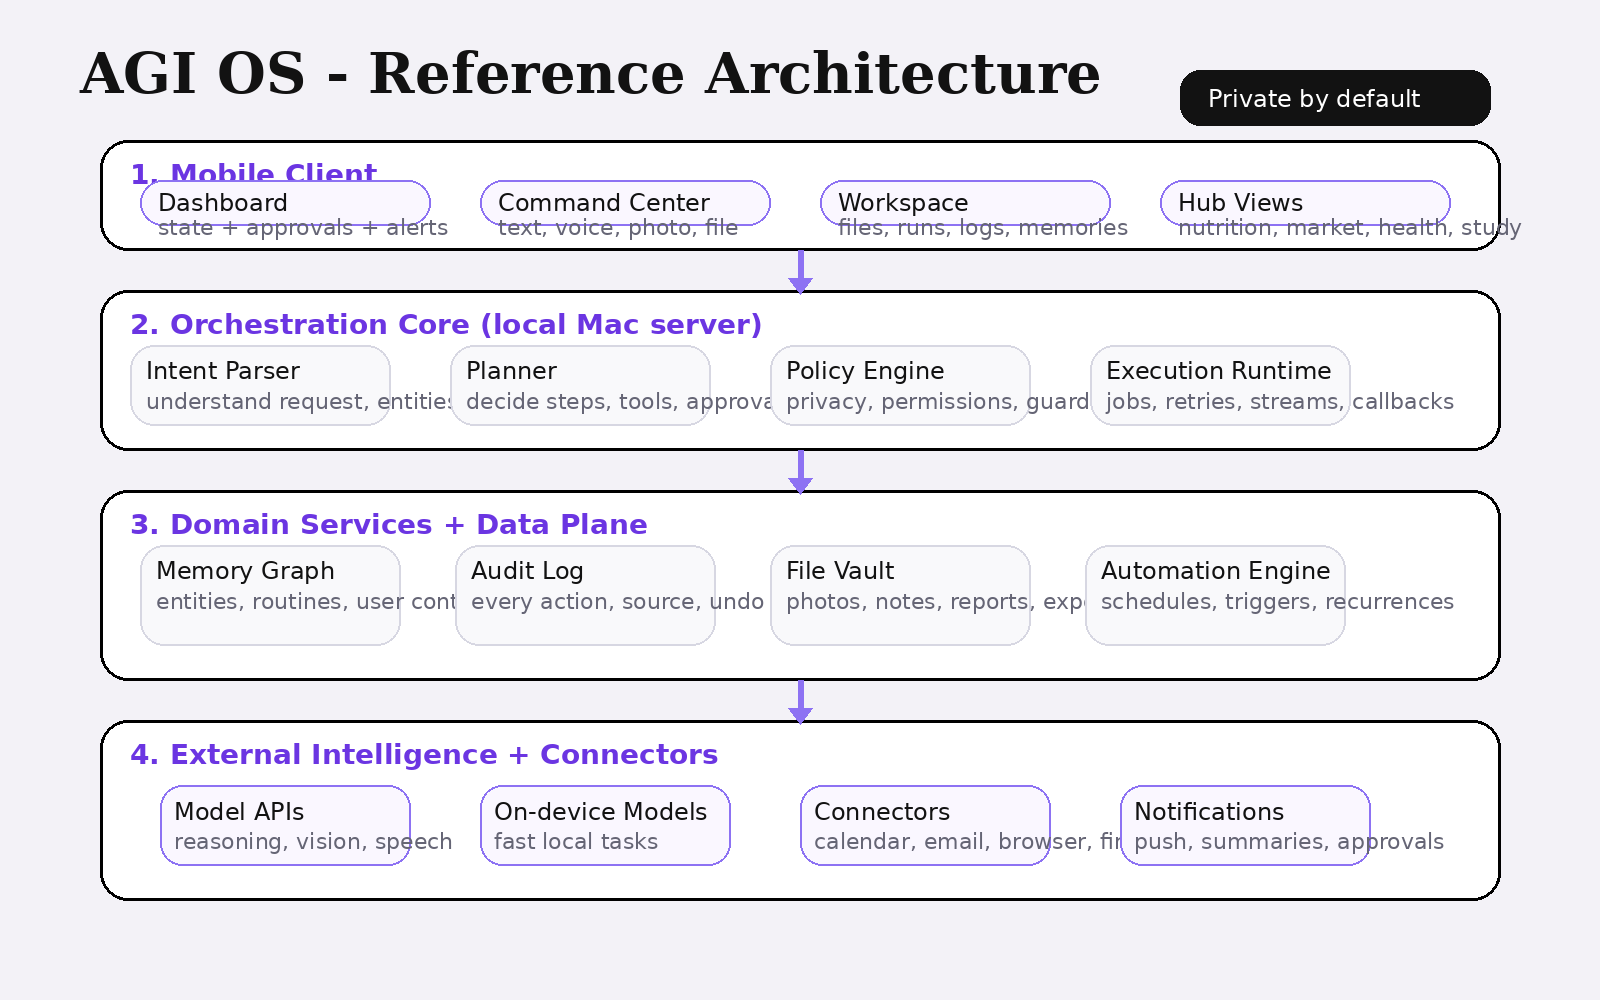 AGI OS - Reference Architecture
Private by default
1. Mobile Client
Dashboard
state + approvals + alerts
Command Center
text, voice, photo, file
Workspace
files, runs, logs, memories
Hub Views
nutrition, market, health, study
2. Orchestration Core (local Mac server)
Intent Parser
understand request, entities
Planner
decide steps, tools, approva
Policy Engine
privacy, permissions, guard
Execution Runtime
jobs, retries, streams, callbacks
3. Domain Services + Data Plane
Memory Graph
entities, routines, user cont
Audit Log
every action, source, undo
File Vault
photos, notes, reports, exp
Automation Engine
schedules, triggers, recurrences
4. External Intelligence + Connectors
Model APIs
reasoning, vision, speech
On-device Models
fast local tasks
Connectors
calendar, email, browser, fi
Notifications
push, summaries, approvals